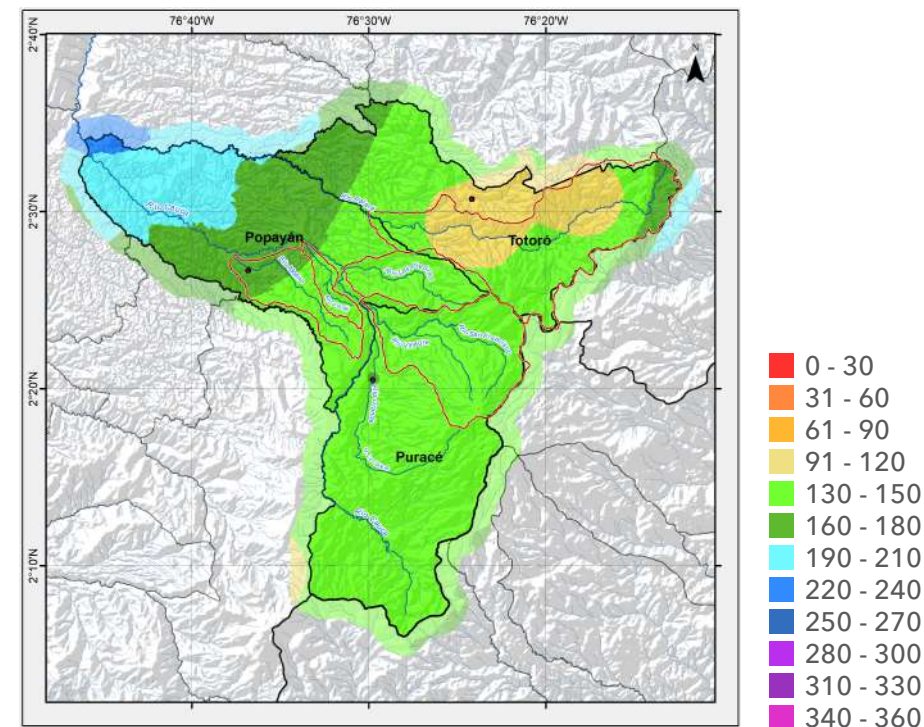 76°40'W 76°30'W 76°20'W
2°40'N
N
2°30'N
Popayán
Totoró
2°20'N
Puracé
2°10'N
0 - 30
31 - 60
61 - 90
91 - 120
130 - 150
160 - 180
190 - 210
220 - 240
250 - 270
280 - 300
310 - 330
340 - 360